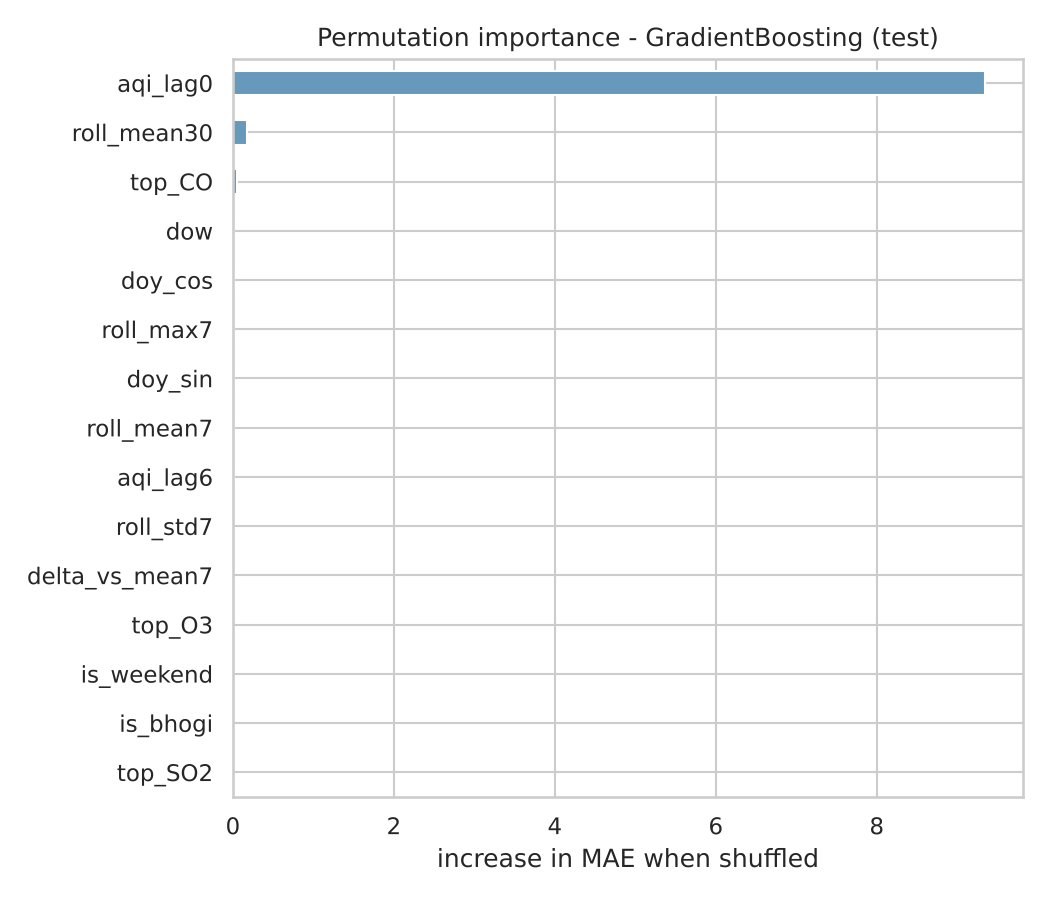 Permutation importance - GradientBoosting (test)
aqi_lag0
roll_mean30
top_CO
dow
doy_cos
roll_max7
doy_sin
roll_mean7
aqi_lag6
roll_std7
delta_vs_mean7
top_O3
is_weekend
is_bhogi
top_SO2
0 2 4 6 8
increase in MAE when shuffled